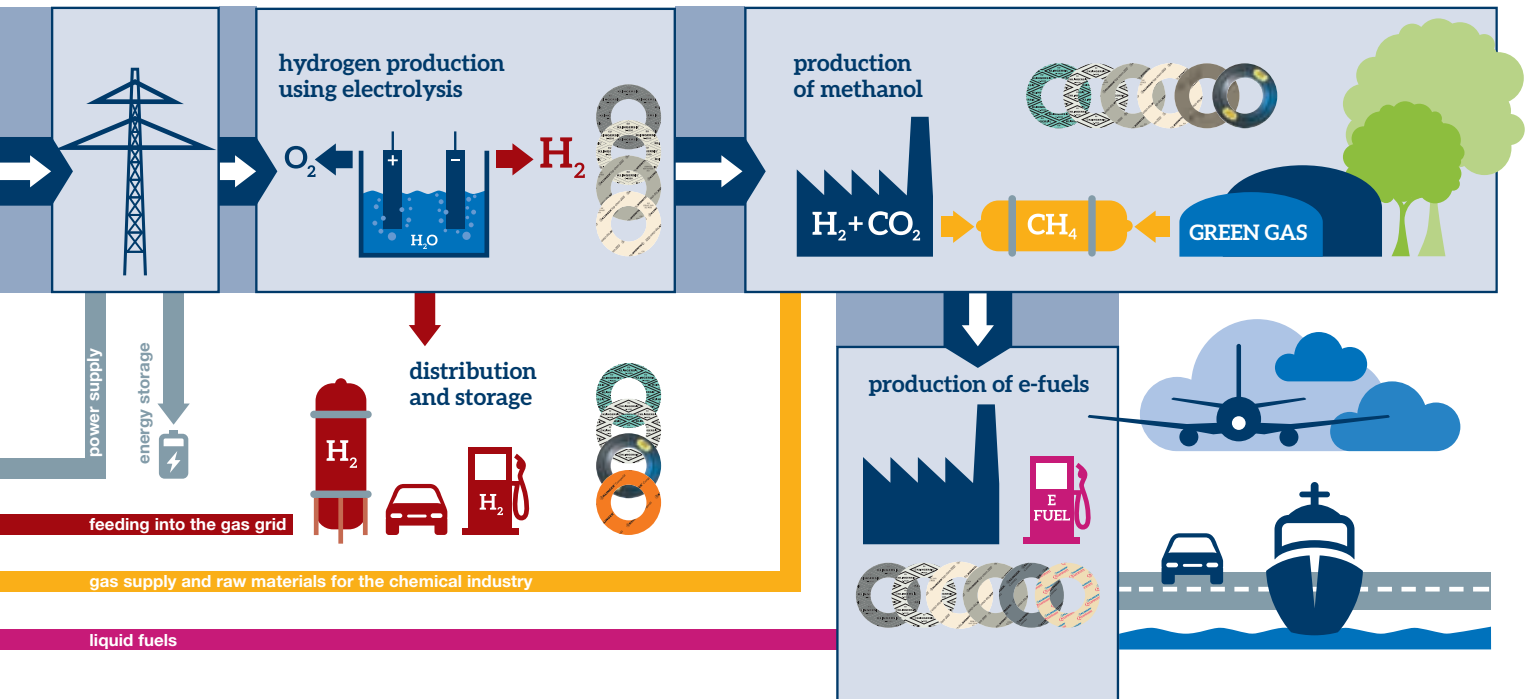 hydrogen production
using electrolysis
O₂
+
−
H₂
H₂O
production
of methanol
H₂+CO₂
CH₄
GREEN GAS
power supply
energy storage
distribution
and storage
H₂
H₂
production of e-fuels
E
FUEL
feeding into the gas grid
gas supply and raw materials for the chemical industry
liquid fuels